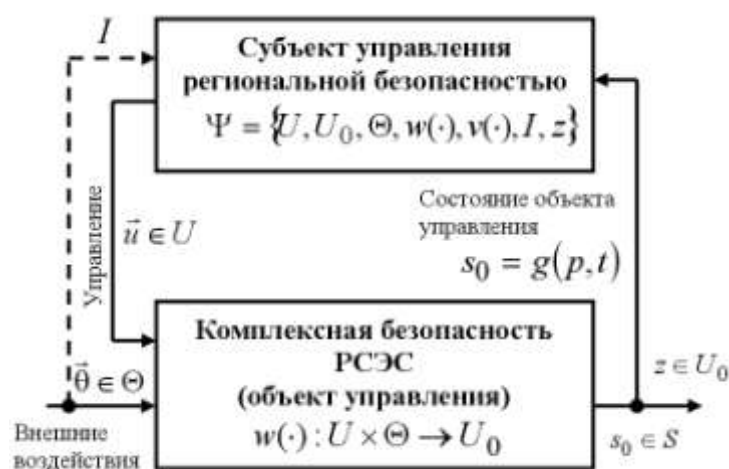 I
Субъект управления
региональной безопасностью
Ψ = {U, U₀, Θ, w(·), v(·), I, z}
Управление
u⃗ ∈ U
Состояние объекта
управления
s₀ = g(p, t)
Комплексная безопасность
РСЭС
(объект управления)
w(·) : U × Θ → U₀
θ⃗ ∈ Θ
Внешние
воздействия
z ∈ U₀
s₀ ∈ S